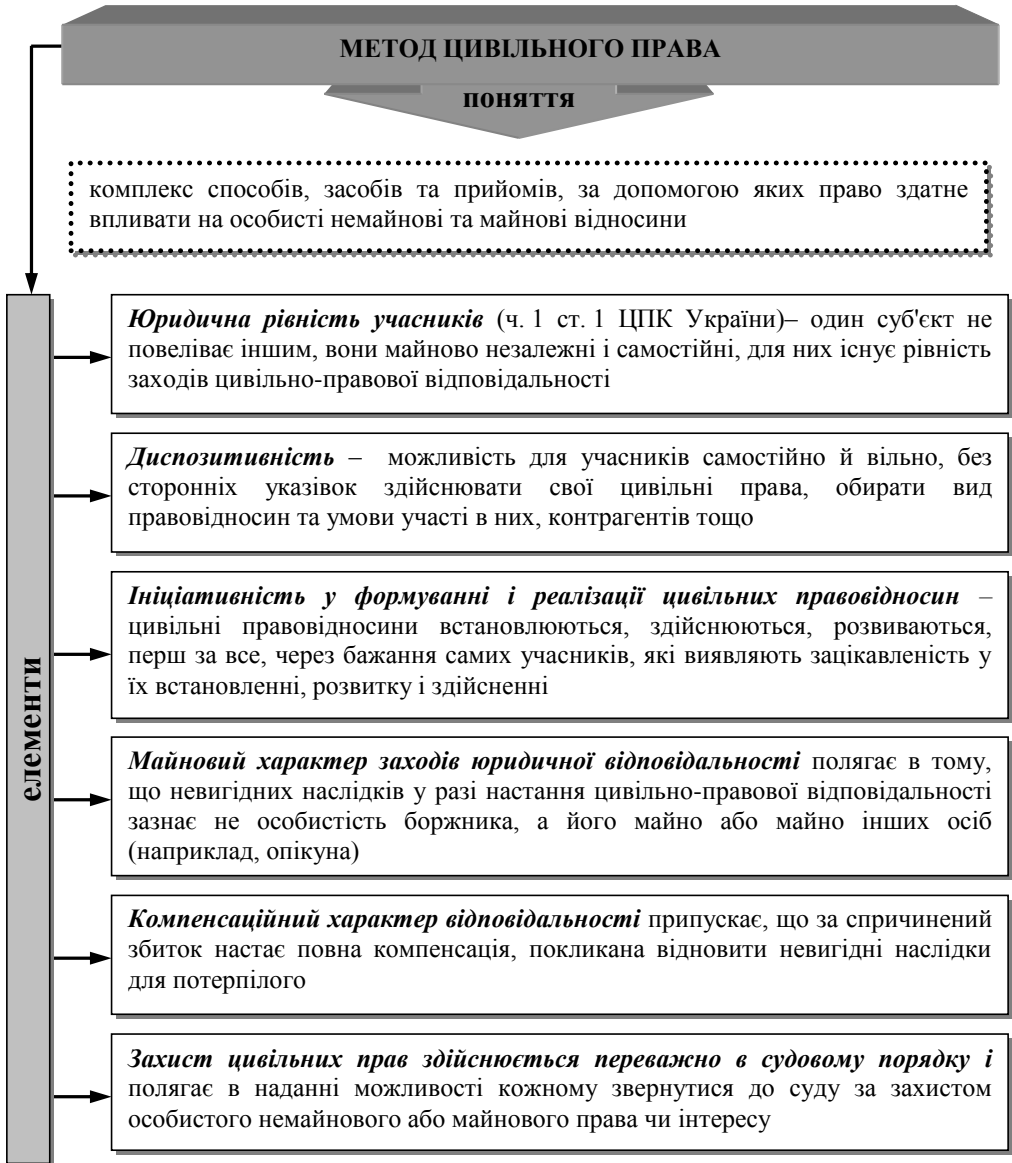 МЕТОД ЦИВІЛЬНОГО ПРАВА
поняття
комплекс способів, засобів та прийомів, за допомогою яких право здатне
впливати на особисті немайнові та майнові відносини
елементи
Юридична рівність учасників (ч. 1 ст. 1 ЦПК України)– один суб'єкт не
повеліває іншим, вони майново незалежні і самостійні, для них існує рівність
заходів цивільно-правової відповідальності
Диспозитивність – можливість для учасників самостійно й вільно, без
сторонніх указівок здійснювати свої цивільні права, обирати вид
правовідносин та умови участі в них, контрагентів тощо
Ініціативність у формуванні і реалізації цивільних правовідносин –
цивільні правовідносини встановлюються, здійснюються, розвиваються,
перш за все, через бажання самих учасників, які виявляють зацікавленість у
їх встановленні, розвитку і здійсненні
Майновий характер заходів юридичної відповідальності полягає в тому,
що невигідних наслідків у разі настання цивільно-правової відповідальності
зазнає не особистість боржника, а його майно або майно інших осіб
(наприклад, опікуна)
Компенсаційний характер відповідальності припускає, що за спричинений
збиток настає повна компенсація, покликана відновити невигідні наслідки
для потерпілого
Захист цивільних прав здійснюється переважно в судовому порядку і
полягає в наданні можливості кожному звернутися до суду за захистом
особистого немайнового або майнового права чи інтересу